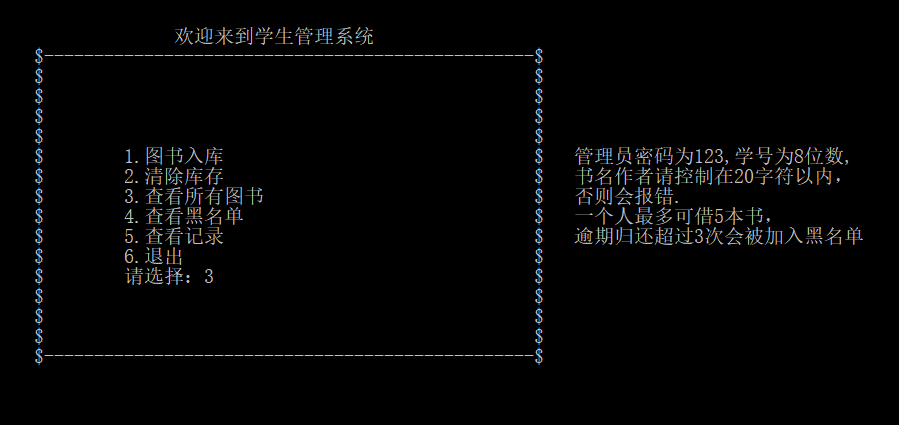 欢迎来到学生管理系统
$--------------------------------------------------$
$ $
$ $
$ $
$ $
$ 1.图书入库 $ 管理员密码为123,学号为8位数,
$ 2.清除库存 $ 书名作者请控制在20字符以内,
$ 3.查看所有图书 $ 否则会报错.
$ 4.查看黑名单 $ 一个人最多可借5本书,
$ 5.查看记录 $ 逾期归还超过3次会被加入黑名单
$ 6.退出 $
$ 请选择：3 $
$ $
$ $
$ $
$--------------------------------------------------$